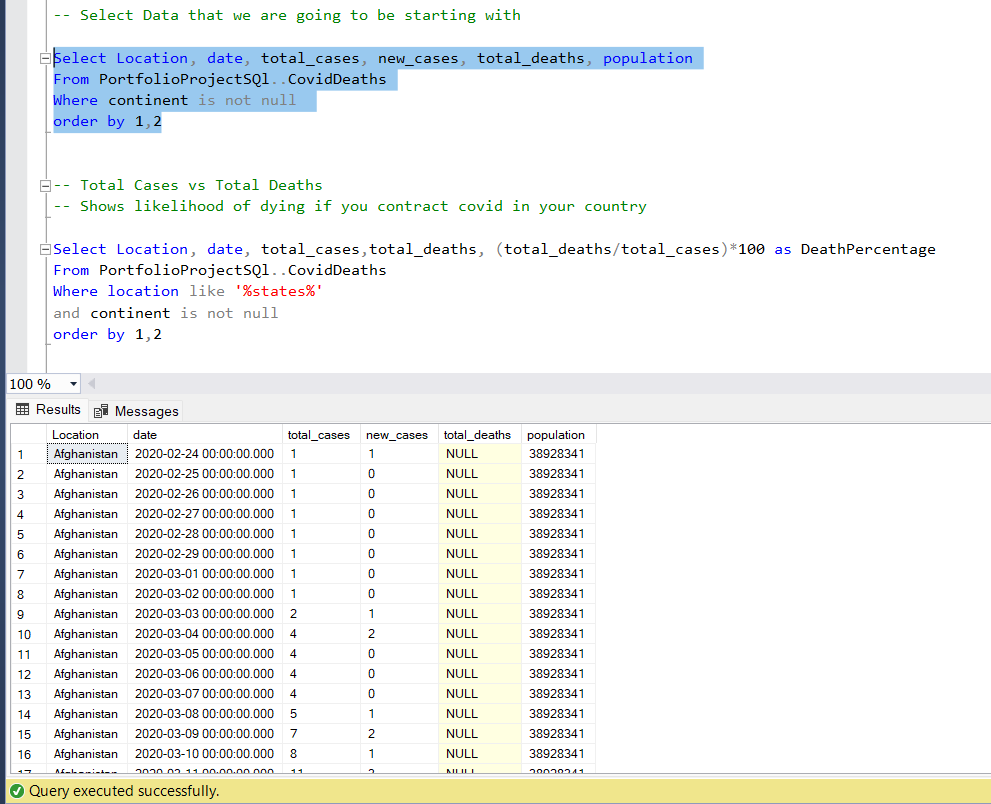 -- Select Data that we are going to be starting with
Select Location, date, total_cases, new_cases, total_deaths, population
From PortfolioProjectSQl..CovidDeaths
Where continent is not null
order by 1,2
-- Total Cases vs Total Deaths
-- Shows likelihood of dying if you contract covid in your country
Select Location, date, total_cases,total_deaths, (total_deaths/total_cases)*100 as DeathPercentage
From PortfolioProjectSQl..CovidDeaths
Where location like '%states%'
and continent is not null
order by 1,2
100 %
Results Messages
Location date total_cases new_cases total_deaths population
1 Afghanistan 2020-02-24 00:00:00.000 1 1 NULL 38928341
2 Afghanistan 2020-02-25 00:00:00.000 1 0 NULL 38928341
3 Afghanistan 2020-02-26 00:00:00.000 1 0 NULL 38928341
4 Afghanistan 2020-02-27 00:00:00.000 1 0 NULL 38928341
5 Afghanistan 2020-02-28 00:00:00.000 1 0 NULL 38928341
6 Afghanistan 2020-02-29 00:00:00.000 1 0 NULL 38928341
7 Afghanistan 2020-03-01 00:00:00.000 1 0 NULL 38928341
8 Afghanistan 2020-03-02 00:00:00.000 1 0 NULL 38928341
9 Afghanistan 2020-03-03 00:00:00.000 2 1 NULL 38928341
10 Afghanistan 2020-03-04 00:00:00.000 4 2 NULL 38928341
11 Afghanistan 2020-03-05 00:00:00.000 4 0 NULL 38928341
12 Afghanistan 2020-03-06 00:00:00.000 4 0 NULL 38928341
13 Afghanistan 2020-03-07 00:00:00.000 4 0 NULL 38928341
14 Afghanistan 2020-03-08 00:00:00.000 5 1 NULL 38928341
15 Afghanistan 2020-03-09 00:00:00.000 7 2 NULL 38928341
16 Afghanistan 2020-03-10 00:00:00.000 8 1 NULL 38928341
17 Afghanistan 2020-03-11 00:00:00.000 11 NULL 38928341
Query executed successfully.